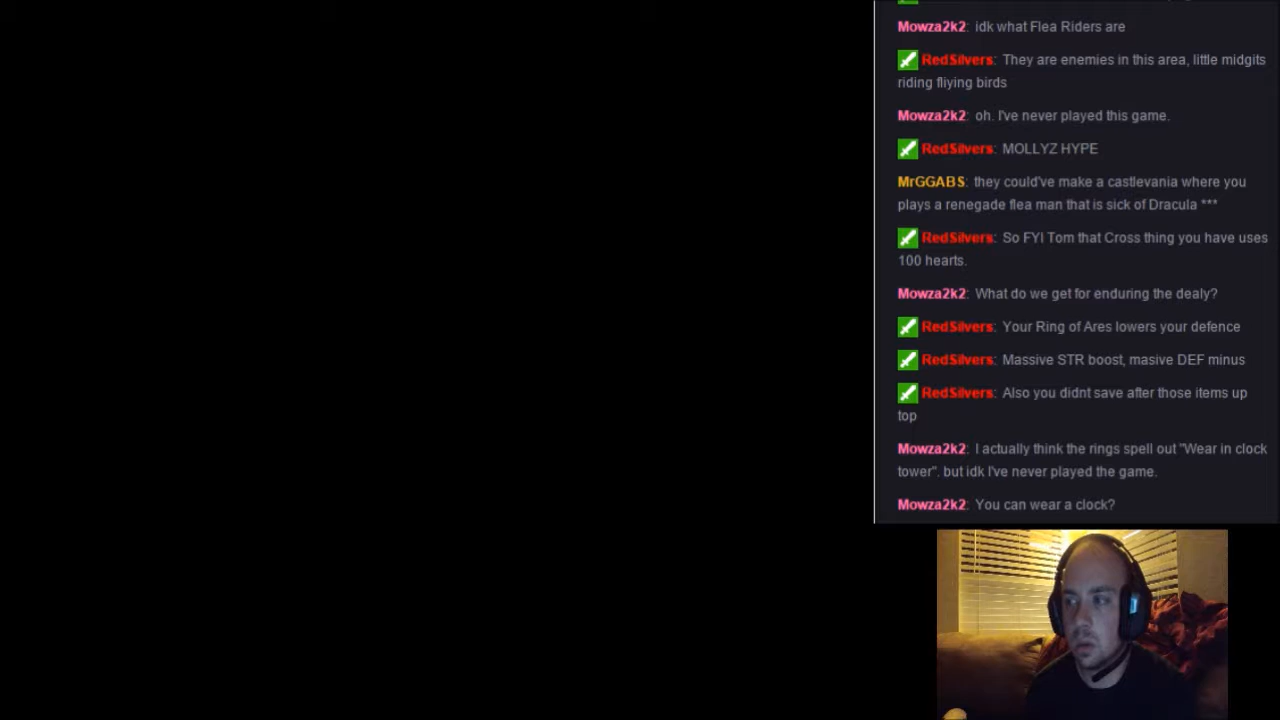 Mowza2k2: idk what Flea Riders are
RedSilvers: They are enemies in this area, little midgits
riding fliying birds
Mowza2k2: oh. I've never played this game.
RedSilvers: MOLLYZ HYPE
MrGGABS: they could've make a castlevania where you
plays a renegade flea man that is sick of Dracula ***
RedSilvers: So FYI Tom that Cross thing you have uses
100 hearts.
Mowza2k2: What do we get for enduring the dealy?
RedSilvers: Your Ring of Ares lowers your defence
RedSilvers: Massive STR boost, masive DEF minus
RedSilvers: Also you didnt save after those items up
top
Mowza2k2: I actually think the rings spell out "Wear in clock
tower". but idk I've never played the game.
Mowza2k2: You can wear a clock?